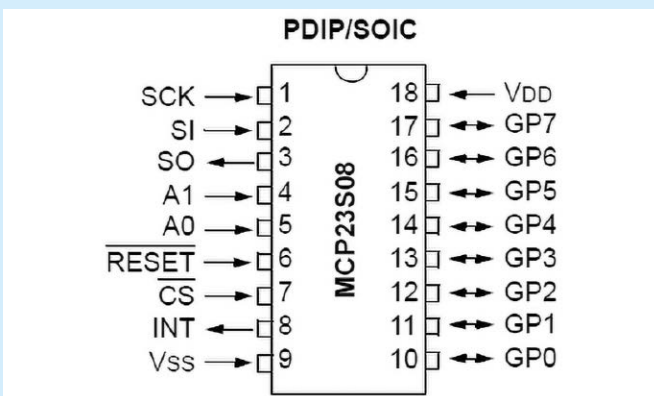 PDIP/SOIC
SCK 1 18 VDD
SI 2 17 GP7
SO 3 16 GP6
A1 4 15 GP5
A0 5 14 GP4
RESET 6 13 GP3
CS 7 12 GP2
INT 8 11 GP1
VSS 9 10 GP0
MCP23S08